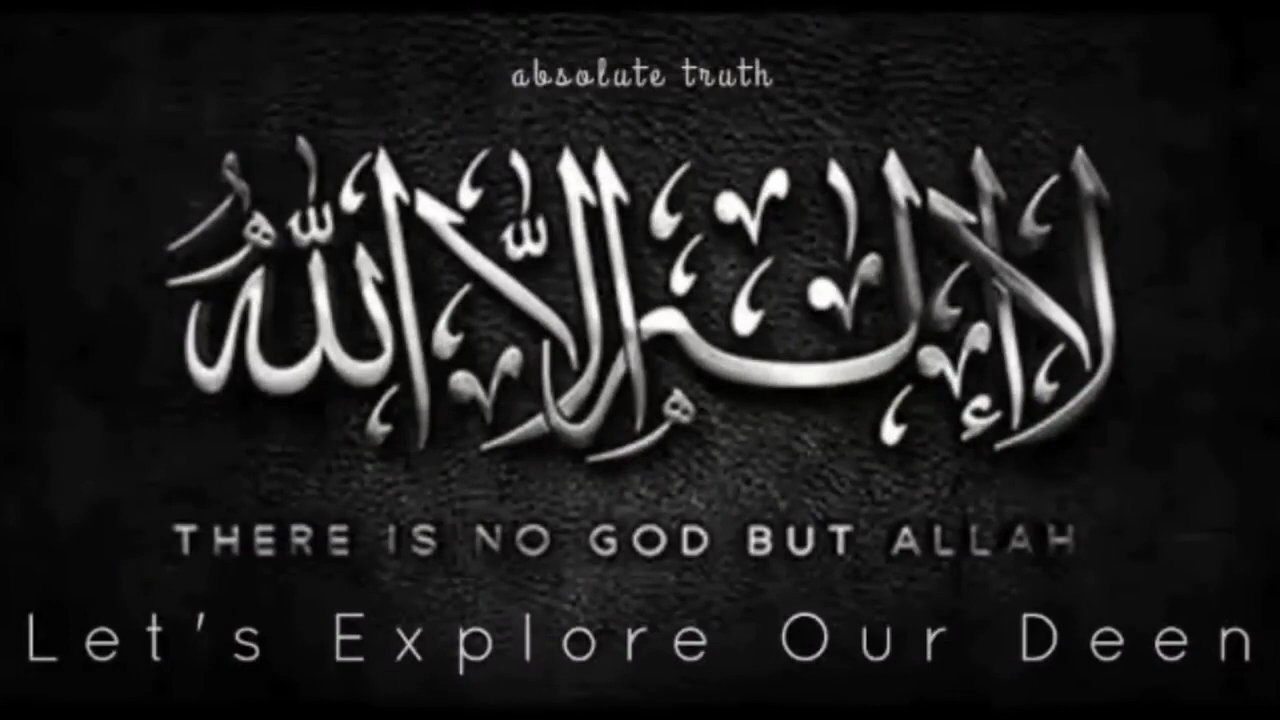 absolute truth
لا إله إلا الله
THERE IS NO GOD BUT ALLAH
Let's Explore Our Deen